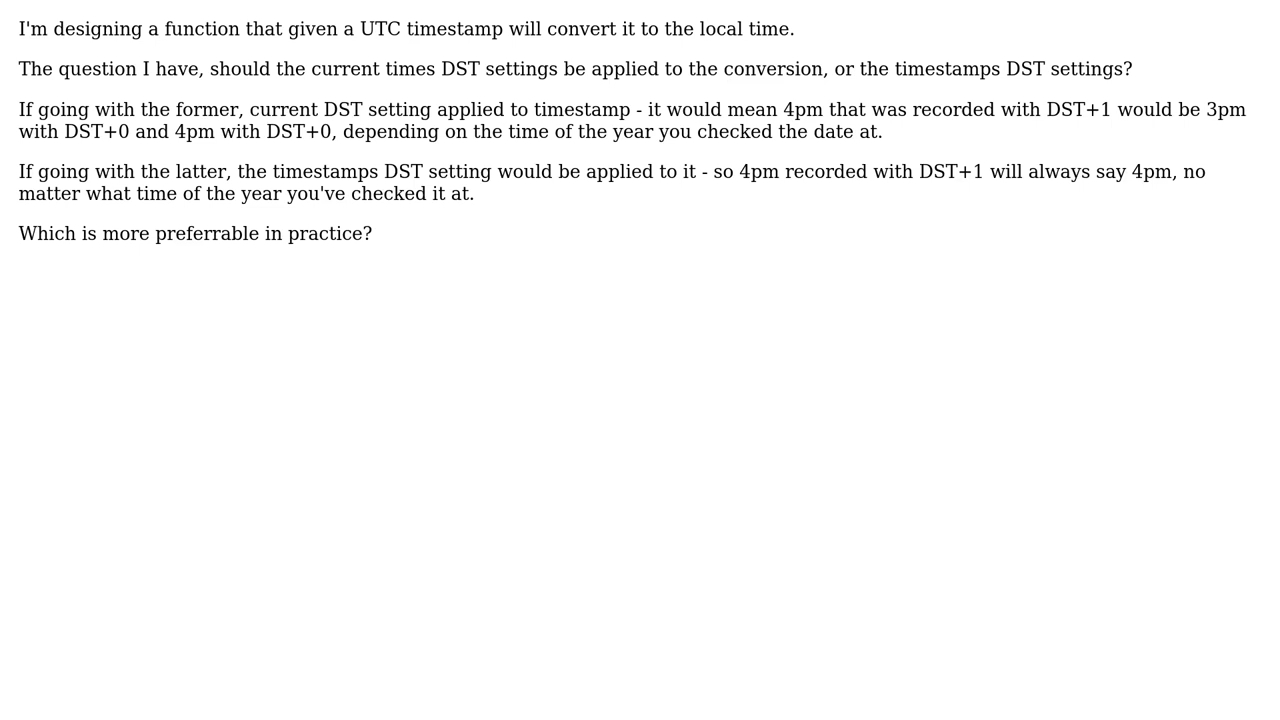 I'm designing a function that given a UTC timestamp will convert it to the local time.
The question I have, should the current times DST settings be applied to the conversion, or the timestamps DST settings?
If going with the former, current DST setting applied to timestamp - it would mean 4pm that was recorded with DST+1 would be 3pm
with DST+0 and 4pm with DST+0, depending on the time of the year you checked the date at.
If going with the latter, the timestamps DST setting would be applied to it - so 4pm recorded with DST+1 will always say 4pm, no
matter what time of the year you've checked it at.
Which is more preferrable in practice?